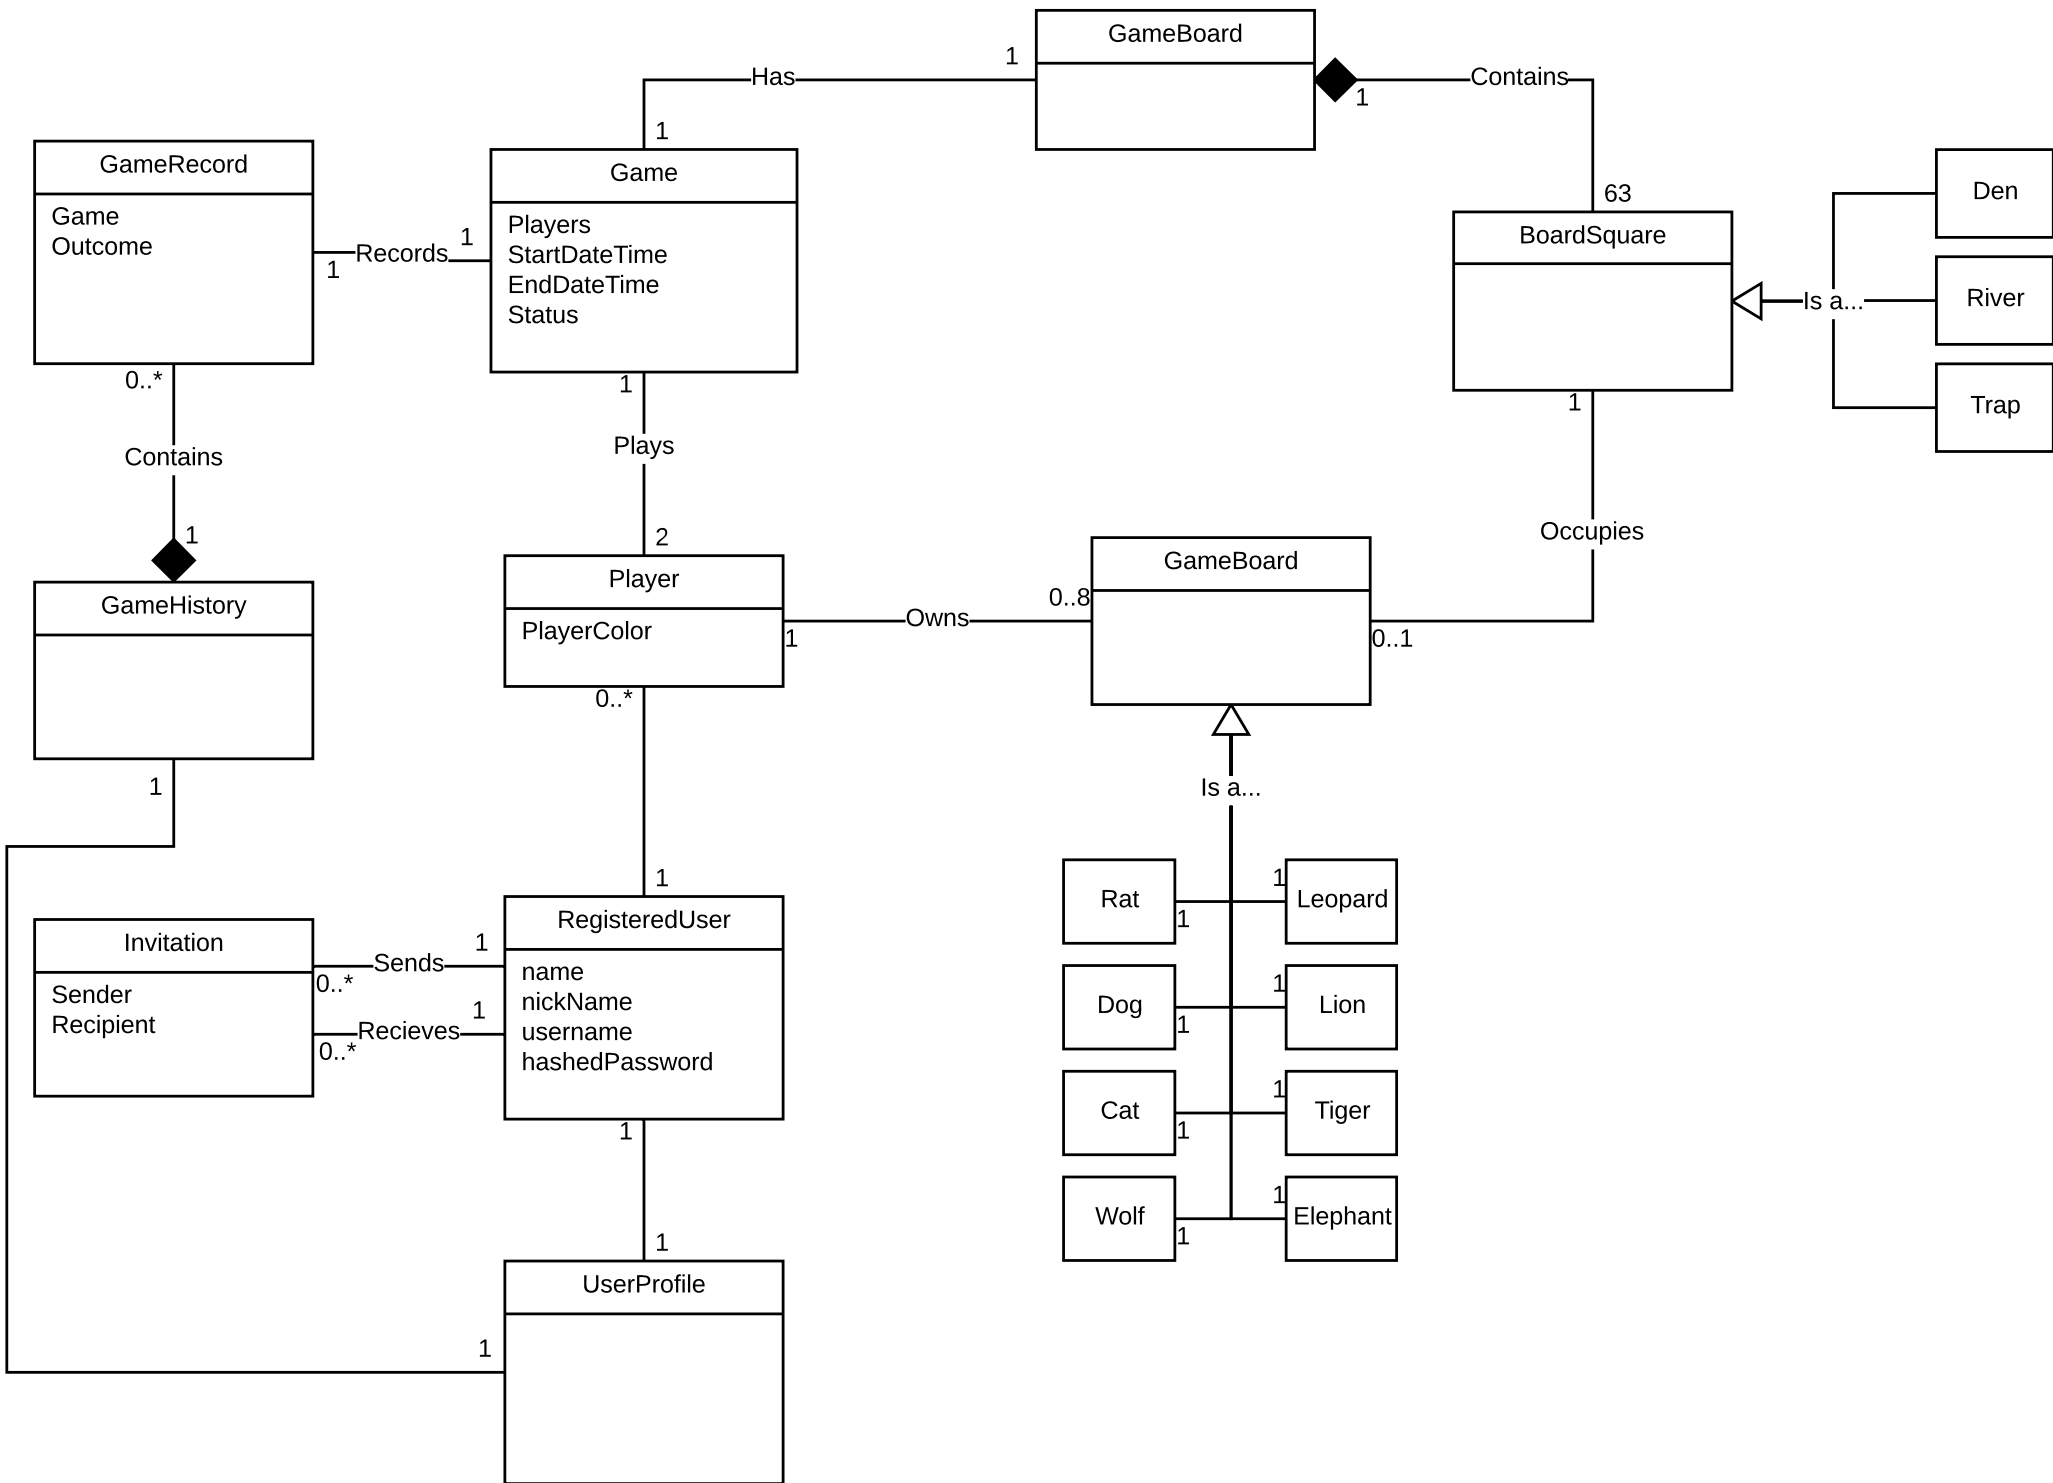 GameBoard
1
Has
Contains
1
1
GameRecord
Game
Outcome
Game
Players
StartDateTime
EndDateTime
Status
1
Records
1
63
BoardSquare
Den
River
Trap
Is a...
0..*
Contains
1
1
Plays
2
1
Occupies
GameHistory
Player
PlayerColor
1
Owns
0..8
GameBoard
0..1
0..*
1
Is a...
1
RegisteredUser
name
nickName
username
hashedPassword
Invitation
Sender
Recipient
1
Sends
0..*
1
Recieves
0..*
Rat
1
1
Leopard
Dog
1
1
Lion
Cat
1
1
Tiger
Wolf
1
1
Elephant
1
1
UserProfile
1